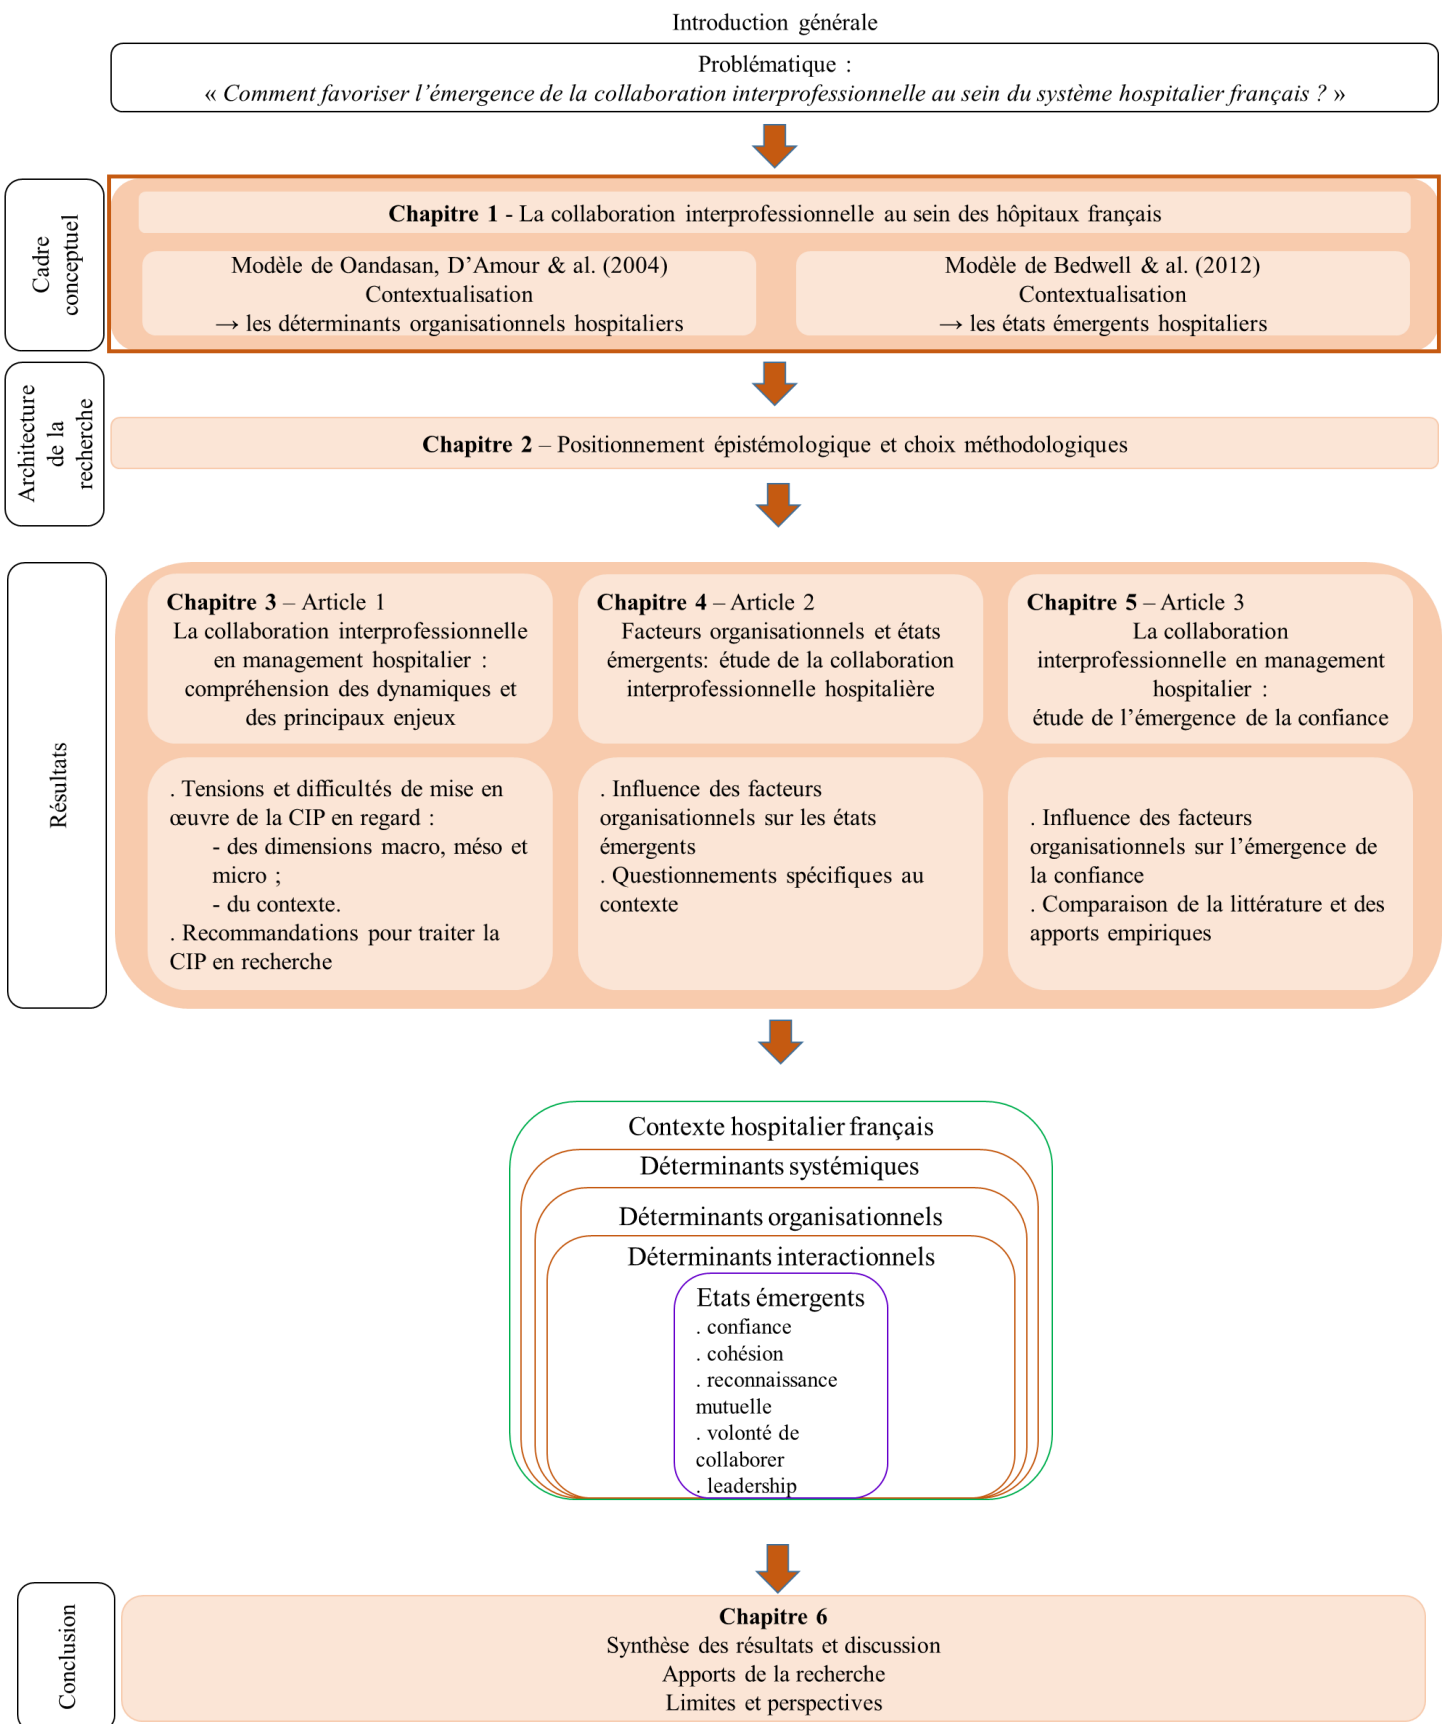 Introduction générale
Problématique :
« Comment favoriser l’émergence de la collaboration interprofessionnelle au sein du système hospitalier français ? »
Cadre
conceptuel
Chapitre 1 - La collaboration interprofessionnelle au sein des hôpitaux français
Modèle de Oandasan, D’Amour & al. (2004)
Contextualisation
→ les déterminants organisationnels hospitaliers
Modèle de Bedwell & al. (2012)
Contextualisation
→ les états émergents hospitaliers
Architecture
de la
recherche
Chapitre 2 – Positionnement épistémologique et choix méthodologiques
Résultats
Chapitre 3 – Article 1
La collaboration interprofessionnelle
en management hospitalier :
compréhension des dynamiques et
des principaux enjeux
Chapitre 4 – Article 2
Facteurs organisationnels et états
émergents: étude de la collaboration
interprofessionnelle hospitalière
Chapitre 5 – Article 3
La collaboration
interprofessionnelle en management
hospitalier :
étude de l’émergence de la confiance
. Tensions et difficultés de mise en
œuvre de la CIP en regard :
- des dimensions macro, méso et
micro ;
- du contexte.
. Recommandations pour traiter la
CIP en recherche
. Influence des facteurs
organisationnels sur les états
émergents
. Questionnements spécifiques au
contexte
. Influence des facteurs
organisationnels sur l’émergence de
la confiance
. Comparaison de la littérature et des
apports empiriques
Contexte hospitalier français
Déterminants systémiques
Déterminants organisationnels
Déterminants interactionnels
Etats émergents
. confiance
. cohésion
. reconnaissance
mutuelle
. volonté de
collaborer
. leadership
Conclusion
Chapitre 6
Synthèse des résultats et discussion
Apports de la recherche
Limites et perspectives